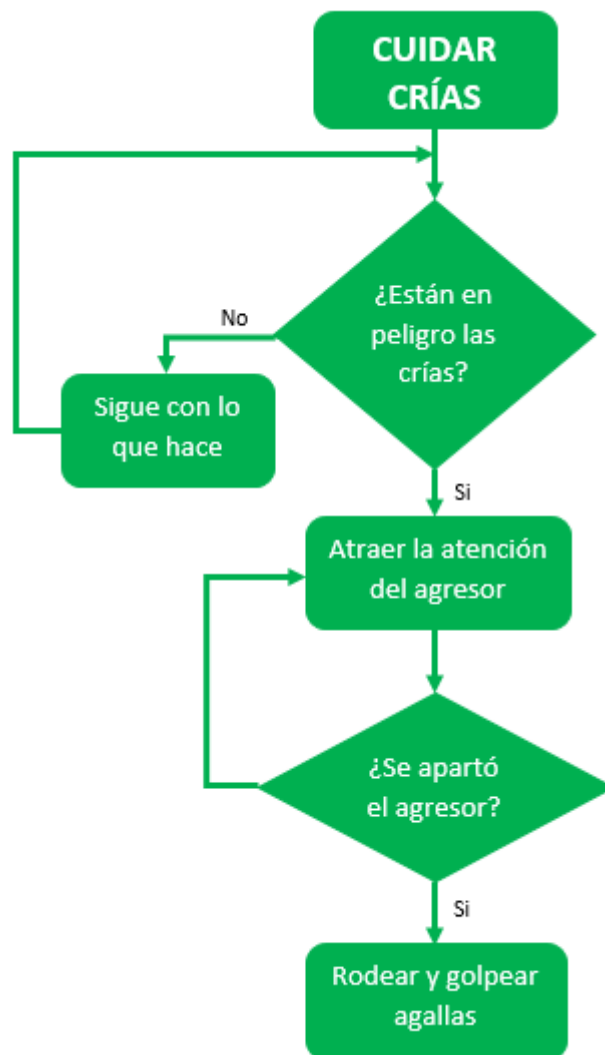 CUIDAR
CRÍAS
¿Están en
peligro las
crías?
No
Sigue con lo
que hace
Si
Atraer la atención
del agresor
¿Se apartó
el agresor?
Si
Rodear y golpear
agallas